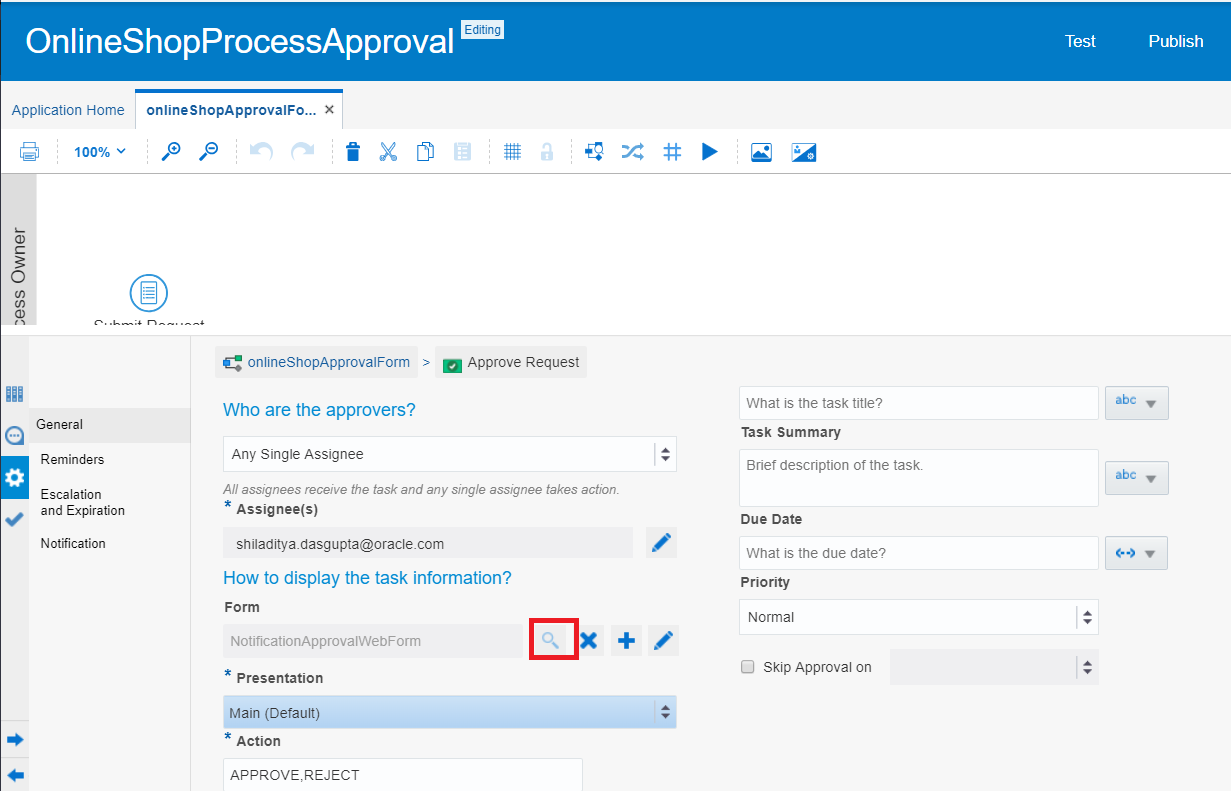 OnlineShopProcessApproval Editing
Test Publish
Application Home onlineShopApprovalFo... ×
100%
cess Owner
Submit Request
onlineShopApprovalForm > Approve Request
General
Reminders
Escalation
and Expiration
Notification
Who are the approvers?
Any Single Assignee
All assignees receive the task and any single assignee takes action.
* Assignee(s)
shiladitya.dasgupta@oracle.com
How to display the task information?
Form
NotificationApprovalWebForm
* Presentation
Main (Default)
* Action
APPROVE,REJECT
What is the task title? abc
Task Summary
Brief description of the task. abc
Due Date
What is the due date?
Priority
Normal
Skip Approval on